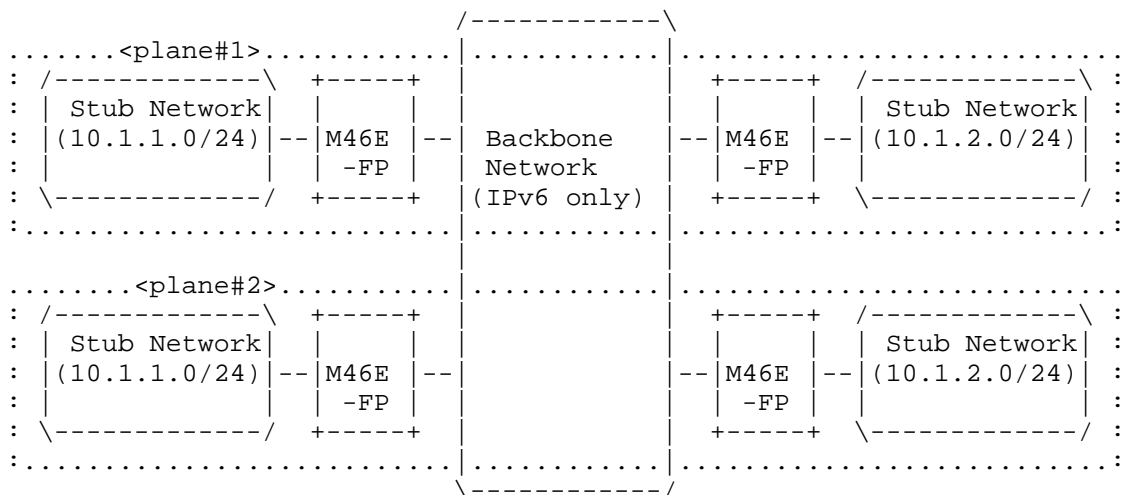 <plane#1>
Stub Network Stub Network
(10.1.1.0/24) M46E Backbone M46E (10.1.2.0/24)
-FP Network -FP
(IPv6 only)
<plane#2>
Stub Network Stub Network
(10.1.1.0/24) M46E M46E (10.1.2.0/24)
-FP -FP